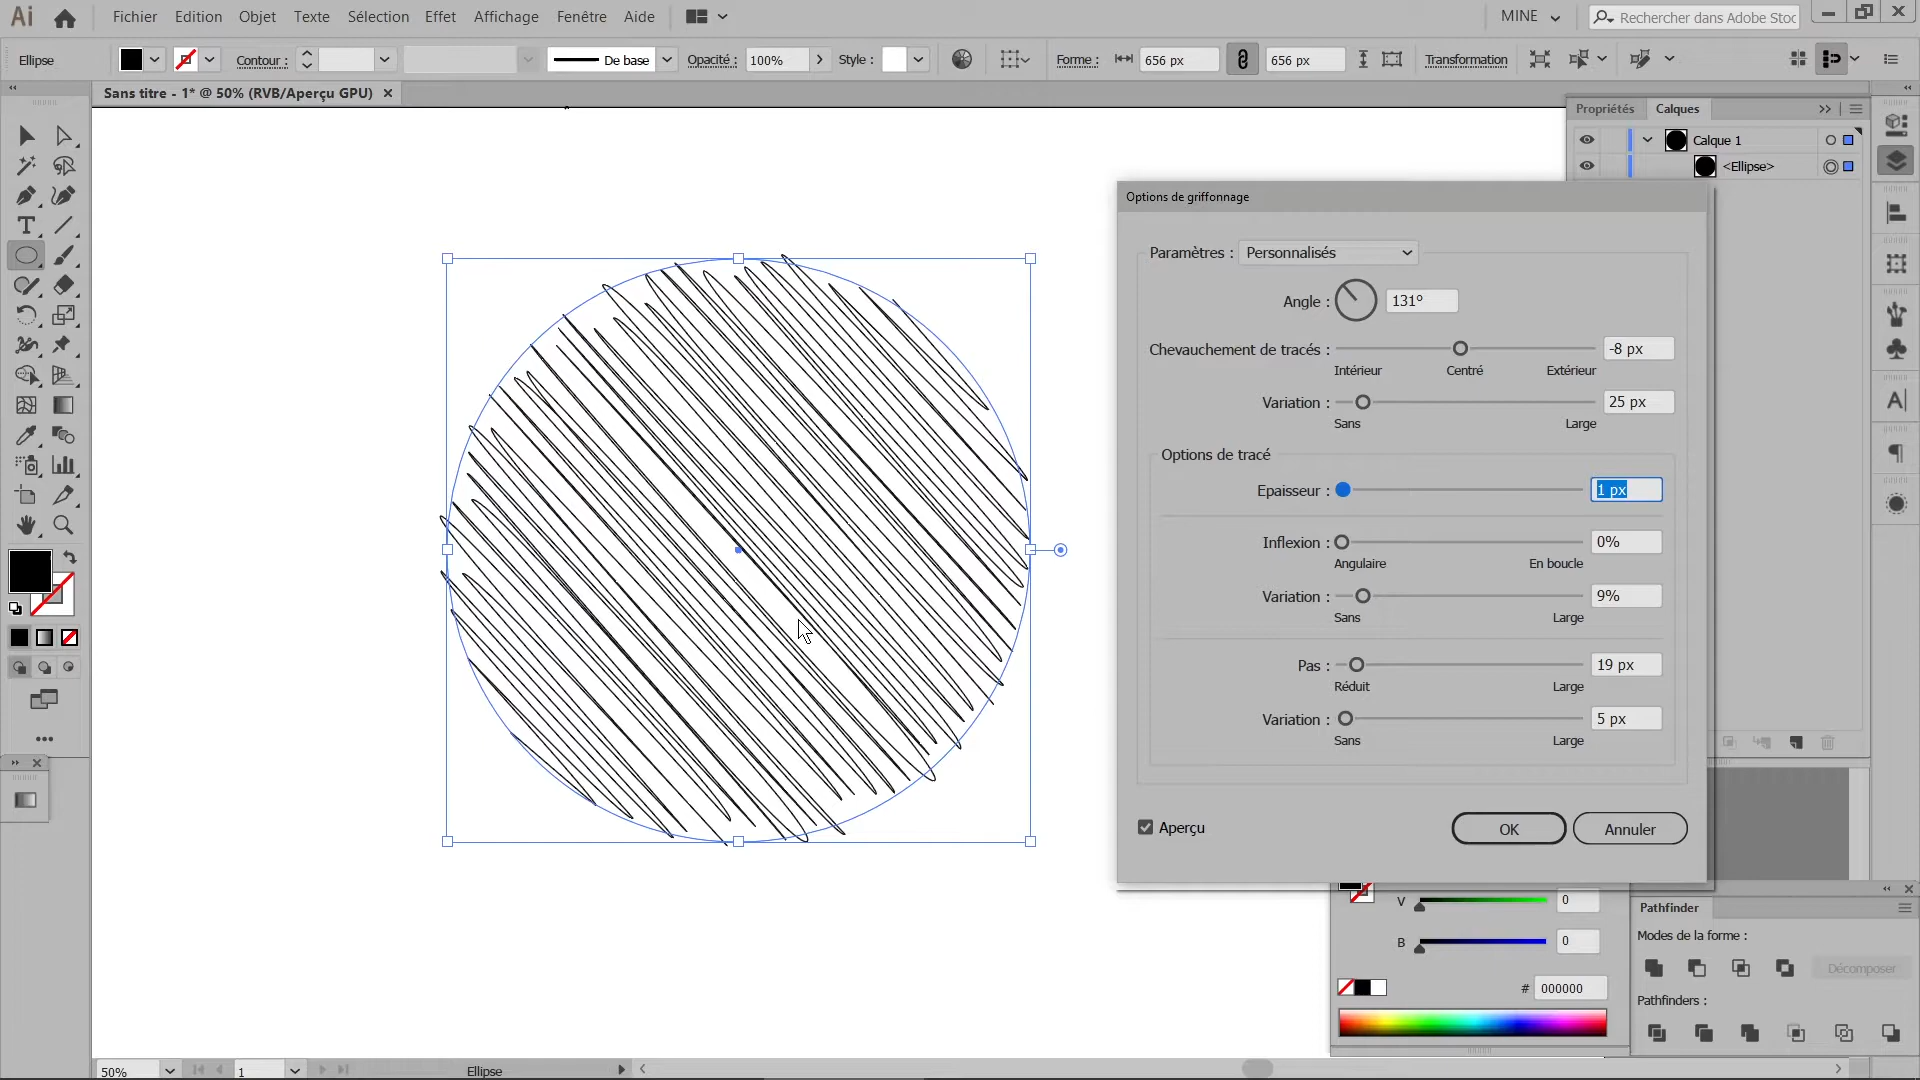 Ai Fichier Edition Objet Texte Sélection Effet Affichage Fenêtre Aide MINE Rechercher dans Adobe Stoc
Ellipse Contour : De base Opacité : 100% Style : Forme : 656 px 656 px Transformation
Sans titre - 1* @ 50% (RVB/Aperçu GPU) ×
Propriétés Calques
Calque 1
<Ellipse>
Options de griffonnage
Paramètres : Personnalisés
Angle : 131°
Chevauchement de tracés : -8 px
Intérieur Centré Extérieur
Variation : 25 px
Sans Large
Options de tracé
Epaisseur : 1 px
Inflexion : 0%
Angulaire En boucle
Variation : 9%
Sans Large
Pas : 19 px
Réduit Large
Variation : 5 px
Sans Large
Aperçu OK Annuler
V 0
B 0
# 000000
Pathfinder
Modes de la forme :
Décomposer
Pathfinders :
50% 1 Ellipse